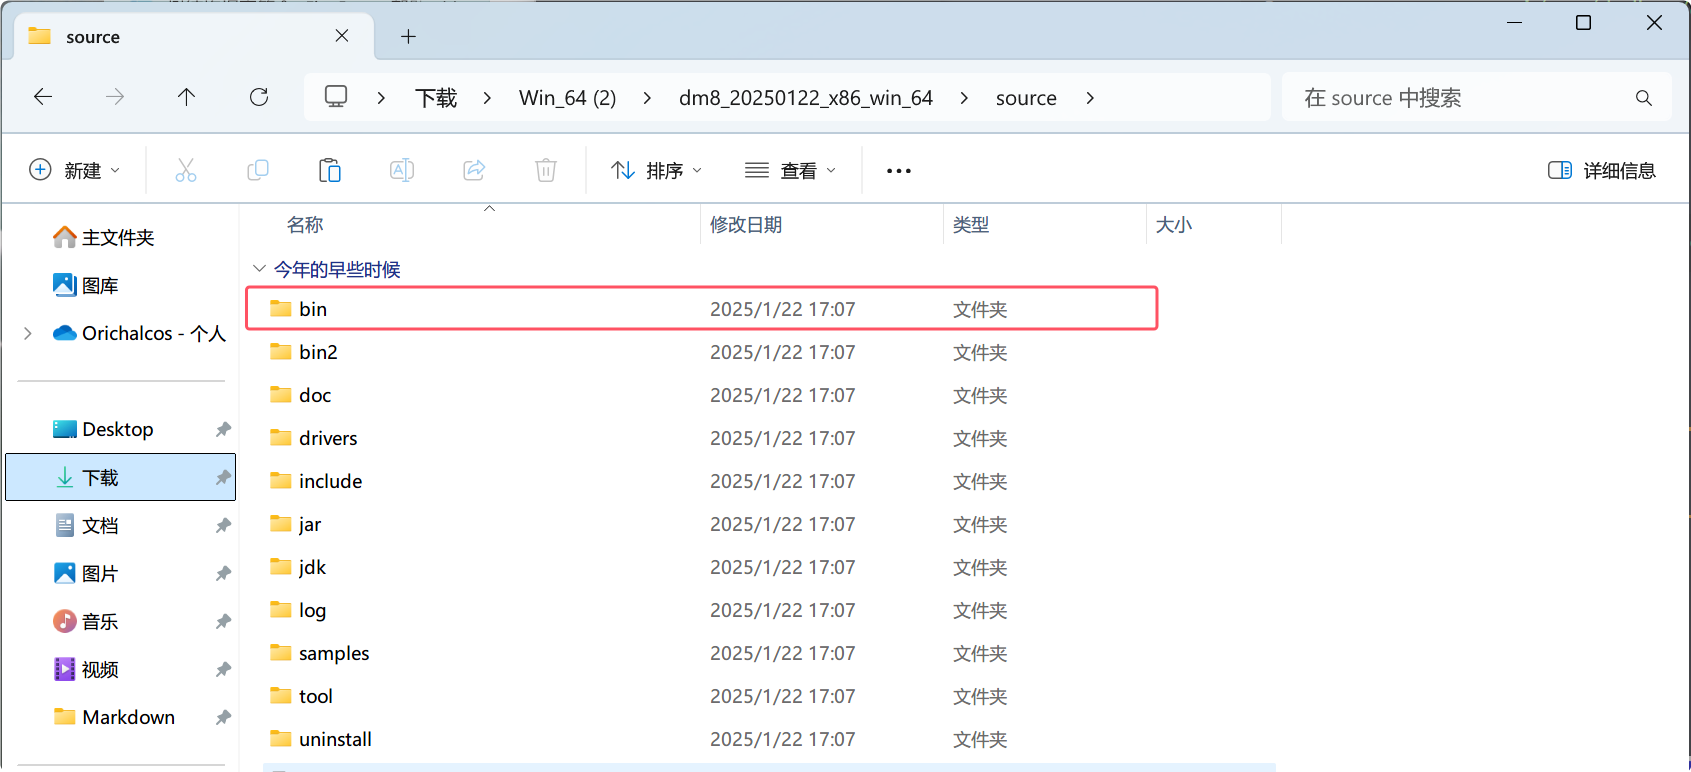 source
下载 Win_64 (2) dm8_20250122_x86_win_64 source
在 source 中搜索
新建 排序 查看 详细信息
主文件夹
图库
Orichalcos - 个人
Desktop
下载
文档
图片
音乐
视频
Markdown
名称 修改日期 类型 大小
今年的早些时候
bin 2025/1/22 17:07 文件夹
bin2 2025/1/22 17:07 文件夹
doc 2025/1/22 17:07 文件夹
drivers 2025/1/22 17:07 文件夹
include 2025/1/22 17:07 文件夹
jar 2025/1/22 17:07 文件夹
jdk 2025/1/22 17:07 文件夹
log 2025/1/22 17:07 文件夹
samples 2025/1/22 17:07 文件夹
tool 2025/1/22 17:07 文件夹
uninstall 2025/1/22 17:07 文件夹